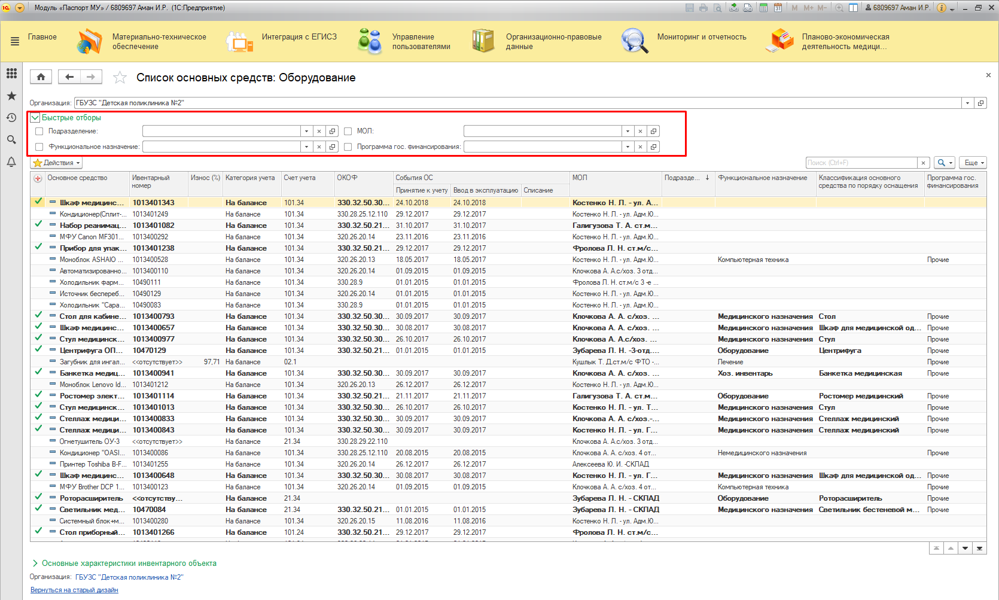 Модуль «Паспорт МУ» / 6809697 Аман И.Р. (1С:Предприятие)
M M+ M- 6809697 Аман И.Р.
Главное
Материально-техническое
обеспечение
Интеграция с ЕГИСЗ
Управление
пользователями
Организационно-правовые
данные
Мониторинг и отчетность
Планово-экономическая
деятельность медици...
Список основных средств: Оборудование
Организация: ГБУЗС "Детская поликлиника №2"
Быстрые отборы
Подразделение: МОЛ:
Функциональное назначение: Программа гос. финансирования:
Действия Поиск (Ctrl+F) Еще
Основное средство Ивентарный номер Износ (%) Категория учета Счет учета ОКОФ События ОС МОЛ Подразде... Функциональное назначение Классификация основного средства по порядку оснащения Программа гос. финансирования
Принятие к учету Ввод в эксплуатацию Списание
Шкаф медицинс... 1013401343 На балансе 101.34 330.32.50.30... 24.10.2018 24.10.2018 Костенко Н. Л. - ул. А...
Кондиционер(Сплит-... 1013401249 На балансе 101.34 330.28.25.12.110 29.12.2017 29.12.2017 Костенко Н. Л. - ул. Адм.Ю...
Набор реанимац... 1013401082 На балансе 101.34 330.32.50.21... 31.10.2017 31.10.2017 Галигузова Т. А. ст.м...
МФУ Canon MF301... 1013400292 На балансе 101.34 320.26.20.14 23.11.2016 23.11.2016 Костенко Н. Л. - ул. Адм.Ю...
Прибор для упак... 1013401238 На балансе 101.34 330.32.50.21... 29.12.2017 29.12.2017 Фролова Л. Н. ст.м/с...
Моноблок ASHAIO ... 1013400528 На балансе 101.34 320.26.20.13 18.05.2017 18.05.2017 Костенко Н. Л. - ул. Адм.Ю... Компьютерная техника Прочие
Автоматизированно... 1013400110 На балансе 101.34 320.26.20.14 01.09.2015 01.09.2015 Клочкова А. А.с/хоз. 3 отд...
Холодильник фарм... 10490111 На балансе 101.34 330.28.9 01.01.2015 01.01.2015 Фролова Л. Н. ст.м/с 3 -е ...
Источник беспереб... 10490129 На балансе 101.34 320.26.20.14 01.01.2015 01.01.2015 Костенко Н. Л. - ул. Адм.Ю...
Холодильник "Сара... 10490083 На балансе 101.34 330.28.9 01.01.2015 01.01.2015 Костенко Н. Л. - ул. Адм.Ю...
Стол для кабине... 1013400793 На балансе 101.34 330.32.50.30... 30.09.2017 30.09.2017 Клочкова А. А. с/хоз. ... Медицинского назначения Стол Прочие
Шкаф медицинс... 1013400657 На балансе 101.34 330.32.50.30... 30.08.2017 30.08.2017 Клочкова А. А. с/хоз. ... Медицинского назначения Шкаф для медицинской од... Прочие
Стул медицинск... 1013400977 На балансе 101.34 330.32.50.30... 26.10.2017 26.10.2017 Клочкова А. А.с/хоз. ... Медицинского назначения Стул Прочие
Центрифуга ОП... 10470129 На балансе 101.34 330.32.50.21... 01.01.2015 01.01.2015 Зубарева Л. Н. -3-отд.... Оборудование Центрифуга Прочие
Загубник для ингал... <<отсутствует>> 97,71 На балансе 02.1 Кушлык Т. Д.ст.м/с ФТО -... Лечение Прочие
Банкетка медиц... 1013400941 На балансе 101.34 330.32.50.30... 30.09.2017 30.09.2017 Клочкова А. А. с/хоз. ... Хоз. инвентарь Банкетка медицинская Прочие
Моноблок Lenovo Id... 1013401212 На балансе 101.34 320.26.20.13 26.12.2017 26.12.2017 Костенко Н. Л. - ул. Адм.Ю...
Ростомер элект... 1013401114 На балансе 101.34 330.32.50.21... 21.11.2017 21.11.2017 Галигузова Т. А. ст.м... Оборудование Ростомер медицинский Прочие
Стул медицинск... 1013401013 На балансе 101.34 330.32.50.30... 26.10.2017 26.10.2017 Костенко Н. Л. - ул. Т... Медицинского назначения Стул Прочие
Стеллаж медици... 1013400833 На балансе 101.34 330.32.50.30... 30.09.2017 30.09.2017 Клочкова А. А. с/хоз.-... Медицинского назначения Стеллаж медицинский Прочие
Стеллаж медици... 1013400843 На балансе 101.34 330.32.50.30... 30.09.2017 30.09.2017 Костенко Н. Л. - ул. Г... Медицинского назначения Стеллаж медицинский Прочие
Огнетушитель ОУ-3 <<отсутствует>> На балансе 21.34 330.28.29.22.110 Клочкова А. А.с/хоз. 3 отд...
Кондиционер "OASI... 1013400086 На балансе 101.34 330.28.25.12.110 20.08.2015 20.08.2015 Клочкова А. А. с/хоз. 4 от... Немедицинского назначения Прочие
Принтер Toshiba B-F... 1013401255 На балансе 101.34 320.26.20.14 26.12.2017 26.12.2017 Алексеева Ю. И. -СКЛАД
Шкаф медицинс... 1013400648 На балансе 101.34 330.32.50.30... 30.08.2017 30.08.2017 Костенко Н. Л. - ул. Г... Медицинского назначения Шкаф для медицинской од... Прочие
МФУ Brother DCP 1... 1013400123 На балансе 101.34 320.26.20.14 01.09.2015 01.09.2015 Клочкова А. А. с/хоз. 4 от... Компьютерная техника Прочие
Роторасширитель <<отсутству... На балансе 21.34 Зубарева Л. Н. - СКЛАД Оборудование Роторасширитель Прочие
Светильник мед... 10470084 На балансе 21.34 330.32.50.21... 01.01.2015 01.01.2015 Зубарева Л. Н. - СКЛАД Медицинского назначения Светильник бестеневой м... Прочие
Системный блок+м... 1013400280 На балансе 101.34 320.26.20.15 11.08.2016 11.08.2016 Костенко Н. Л. - ул. Адм.Ю...
Стол приборный... 1013401266 На балансе 101.24 330.32.50.21... 29.12.2017 29.12.2017 Фролова Л. Н. ст.м/с...
Основные характеристики инвентарного объекта
Организация: ГБУЗС "Детская поликлиника №2"
Вернуться на старый дизайн